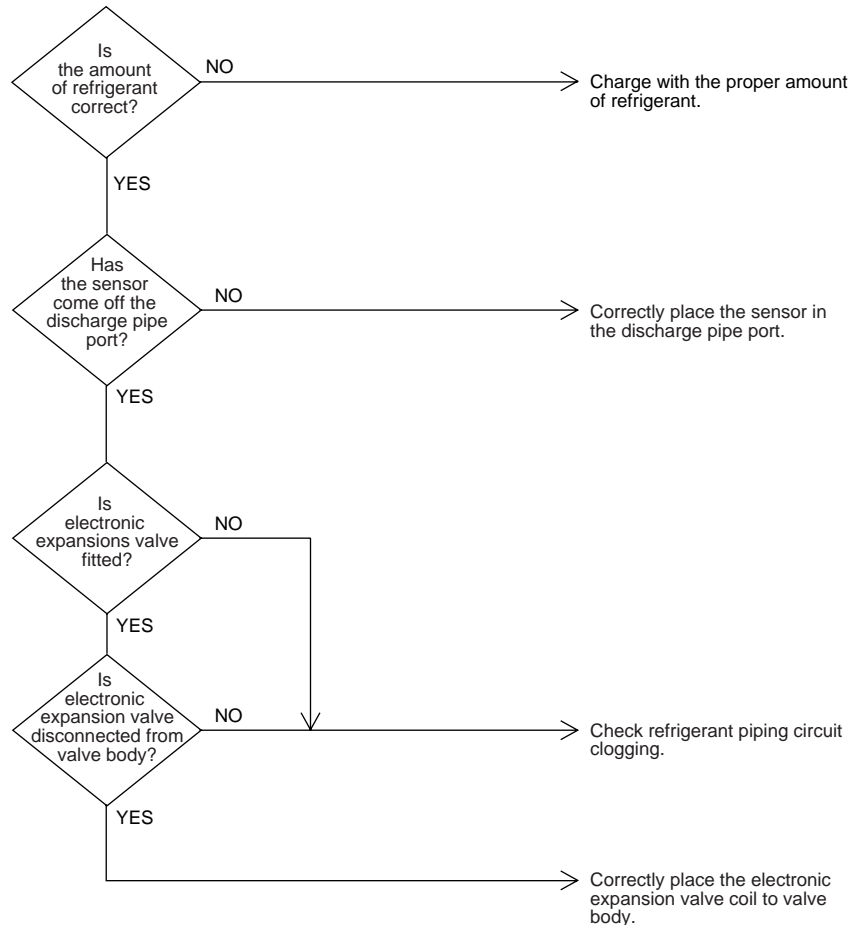 Is
the amount
of refrigerant
correct?
NO
Charge with the proper amount
of refrigerant.
YES
Has
the sensor
come off the
discharge pipe
port?
NO
Correctly place the sensor in
the discharge pipe port.
YES
Is
electronic
expansions valve
fitted?
NO
YES
Is
electronic
expansion valve
disconnected from
valve body?
NO
Check refrigerant piping circuit
clogging.
YES
Correctly place the electronic
expansion valve coil to valve
body.